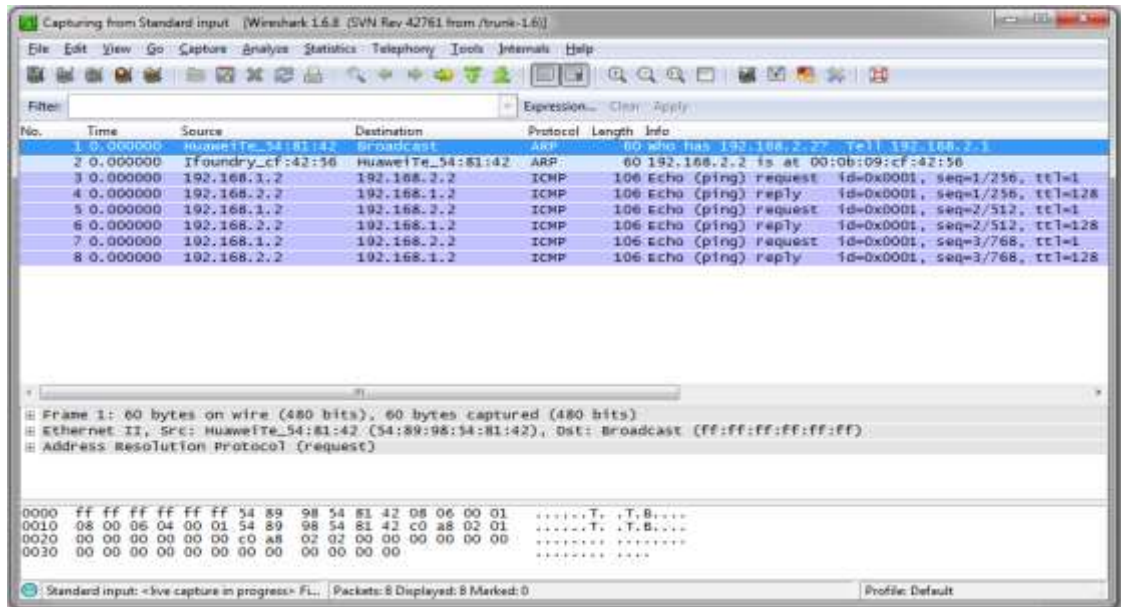 Capturing from Standard input [Wireshark 1.6.8 (SVN Rev 42761 from /trunk-1.6)]
File Edit View Go Capture Analyze Statistics Telephony Tools Internals Help
Filter: Expression... Clear Apply
No. Time Source Destination Protocol Length Info
1 0.000000 HuaweiTe_54:81:42 Broadcast ARP 60 who has 192.168.2.2? Tell 192.168.2.1
2 0.000000 Ifoundry_cf:42:56 HuaweiTe_54:81:42 ARP 60 192.168.2.2 is at 00:0b:09:cf:42:56
3 0.000000 192.168.1.2 192.168.2.2 ICMP 106 Echo (ping) request id=0x0001, seq=1/256, ttl=1
4 0.000000 192.168.2.2 192.168.1.2 ICMP 106 Echo (ping) reply id=0x0001, seq=1/256, ttl=128
5 0.000000 192.168.1.2 192.168.2.2 ICMP 106 Echo (ping) request id=0x0001, seq=2/512, ttl=1
6 0.000000 192.168.2.2 192.168.1.2 ICMP 106 Echo (ping) reply id=0x0001, seq=2/512, ttl=128
7 0.000000 192.168.1.2 192.168.2.2 ICMP 106 Echo (ping) request id=0x0001, seq=3/768, ttl=1
8 0.000000 192.168.2.2 192.168.1.2 ICMP 106 Echo (ping) reply id=0x0001, seq=3/768, ttl=128
Frame 1: 60 bytes on wire (480 bits), 60 bytes captured (480 bits)
Ethernet II, Src: HuaweiTe_54:81:42 (54:89:98:54:81:42), Dst: Broadcast (ff:ff:ff:ff:ff:ff)
Address Resolution Protocol (request)
0000 ff ff ff ff ff ff 54 89 98 54 81 42 08 06 00 01 ......T. .T.B....
0010 08 00 06 04 00 01 54 89 98 54 81 42 c0 a8 02 01 ......T. .T.B....
0020 00 00 00 00 00 00 c0 a8 02 02 00 00 00 00 00 00 ........ ........
0030 00 00 00 00 00 00 00 00 00 00 00 00 ........ ....
Standard input: <live capture in progress> Fi... Packets: 8 Displayed: 8 Marked: 0 Profile: Default